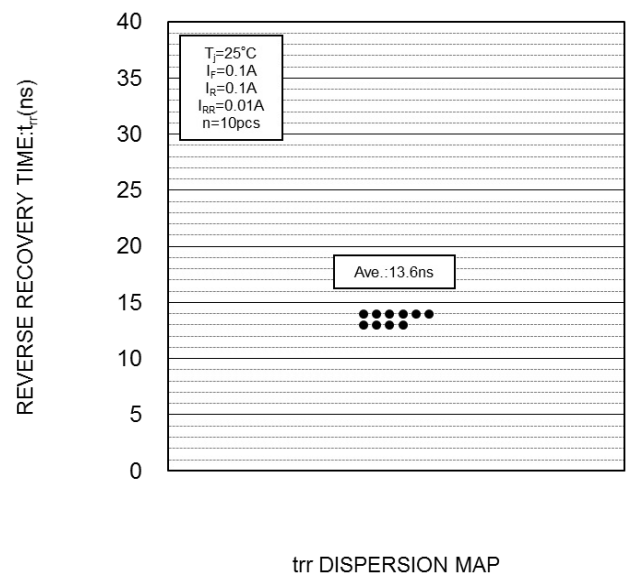 REVERSE RECOVERY TIME:trr(ns)
40
35
30
25
20
15
10
5
0
Tj=25°C
IF=0.1A
IR=0.1A
IRR=0.01A
n=10pcs
Ave.:13.6ns
trr DISPERSION MAP